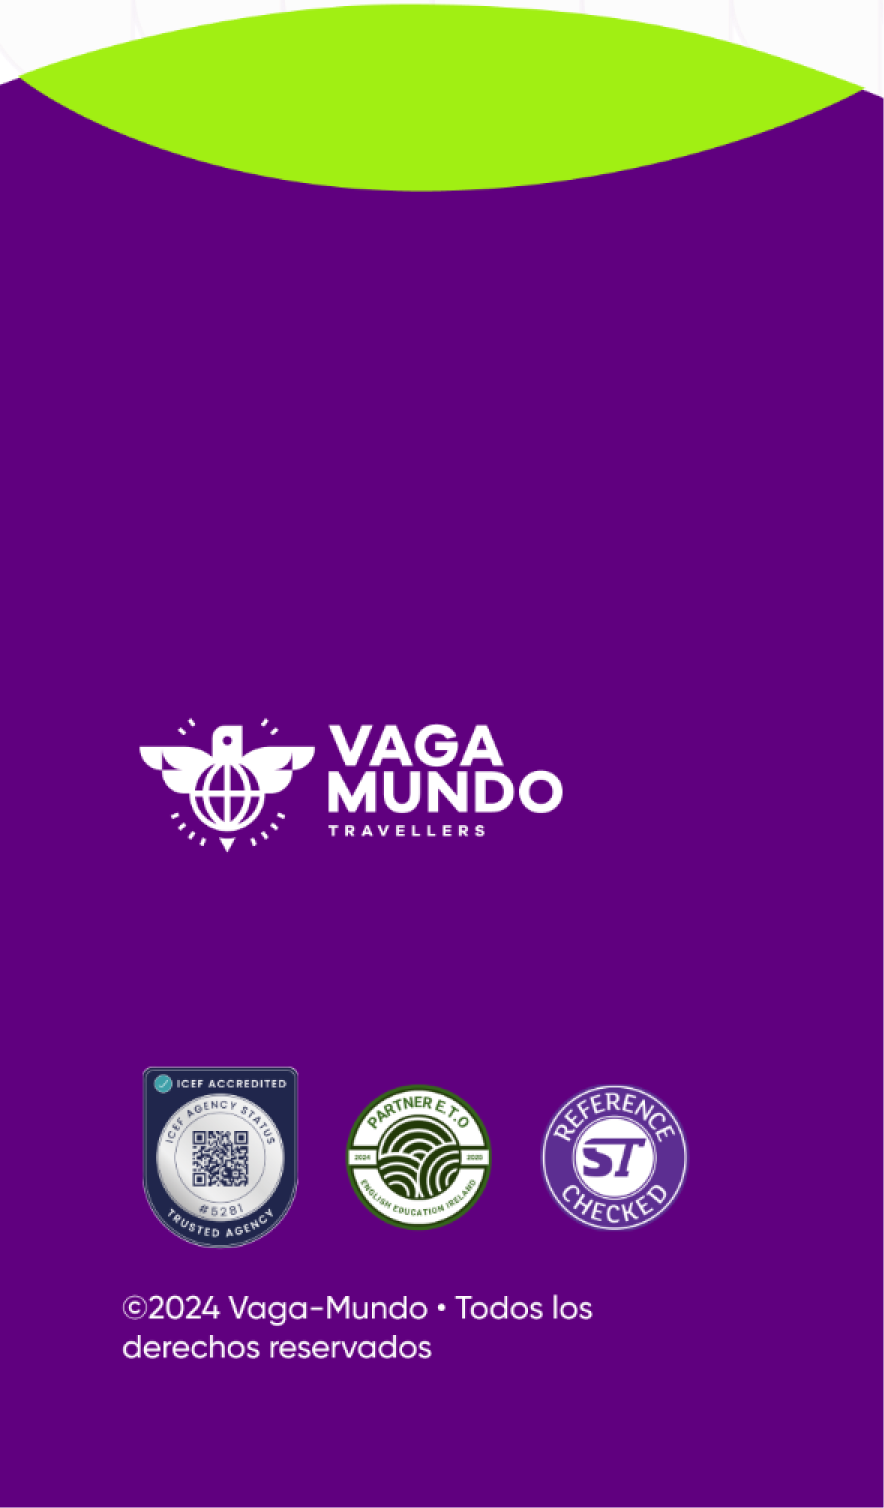 VAGA
MUNDO
TRAVELLERS
ICEF ACCREDITED
ICEF AGENCY STATUS
#5281
TRUSTED AGENCY
PARTNER E.T.O
2024 2025
ENGLISH EDUCATION IRELAND
REFERENCE
ST
CHECKED
©2024 Vaga-Mundo • Todos los
derechos reservados